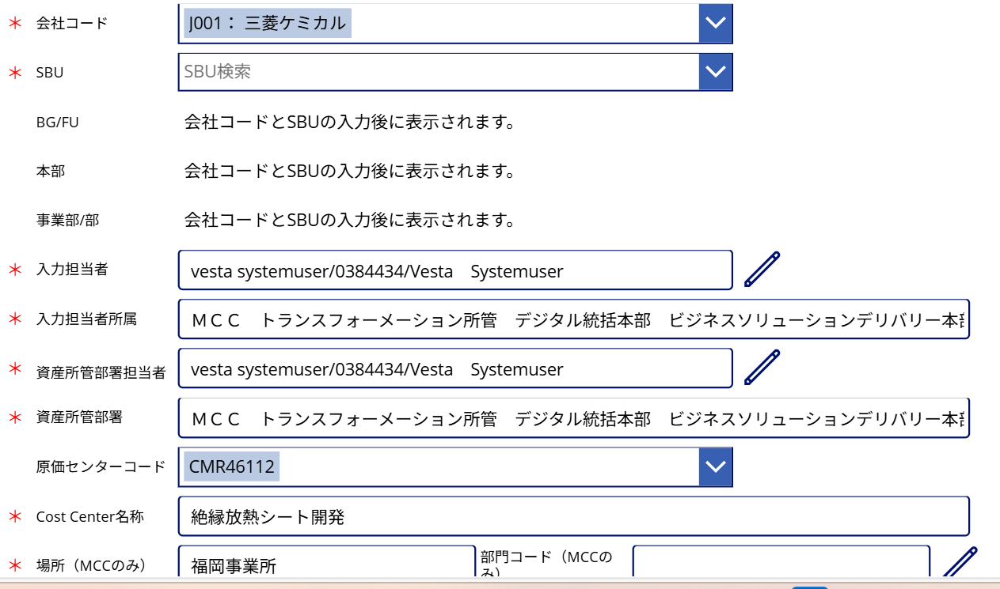 * 会社コード J001： 三菱ケミカル
* SBU SBU検索
BG/FU 会社コードとSBUの入力後に表示されます。
本部 会社コードとSBUの入力後に表示されます。
事業部/部 会社コードとSBUの入力後に表示されます。
* 入力担当者 vesta systemuser/0384434/Vesta　Systemuser
* 入力担当者所属 ＭＣＣ　トランスフォーメーション所管　デジタル統括本部　ビジネスソリューションデリバリー本
* 資産所管部署担当者 vesta systemuser/0384434/Vesta　Systemuser
* 資産所管部署 ＭＣＣ　トランスフォーメーション所管　デジタル統括本部　ビジネスソリューションデリバリー本
原価センターコード CMR46112
* Cost Center名称 絶縁放熱シート開発
* 場所（MCCのみ） 福岡事業所 部門コード（MCCの
み）